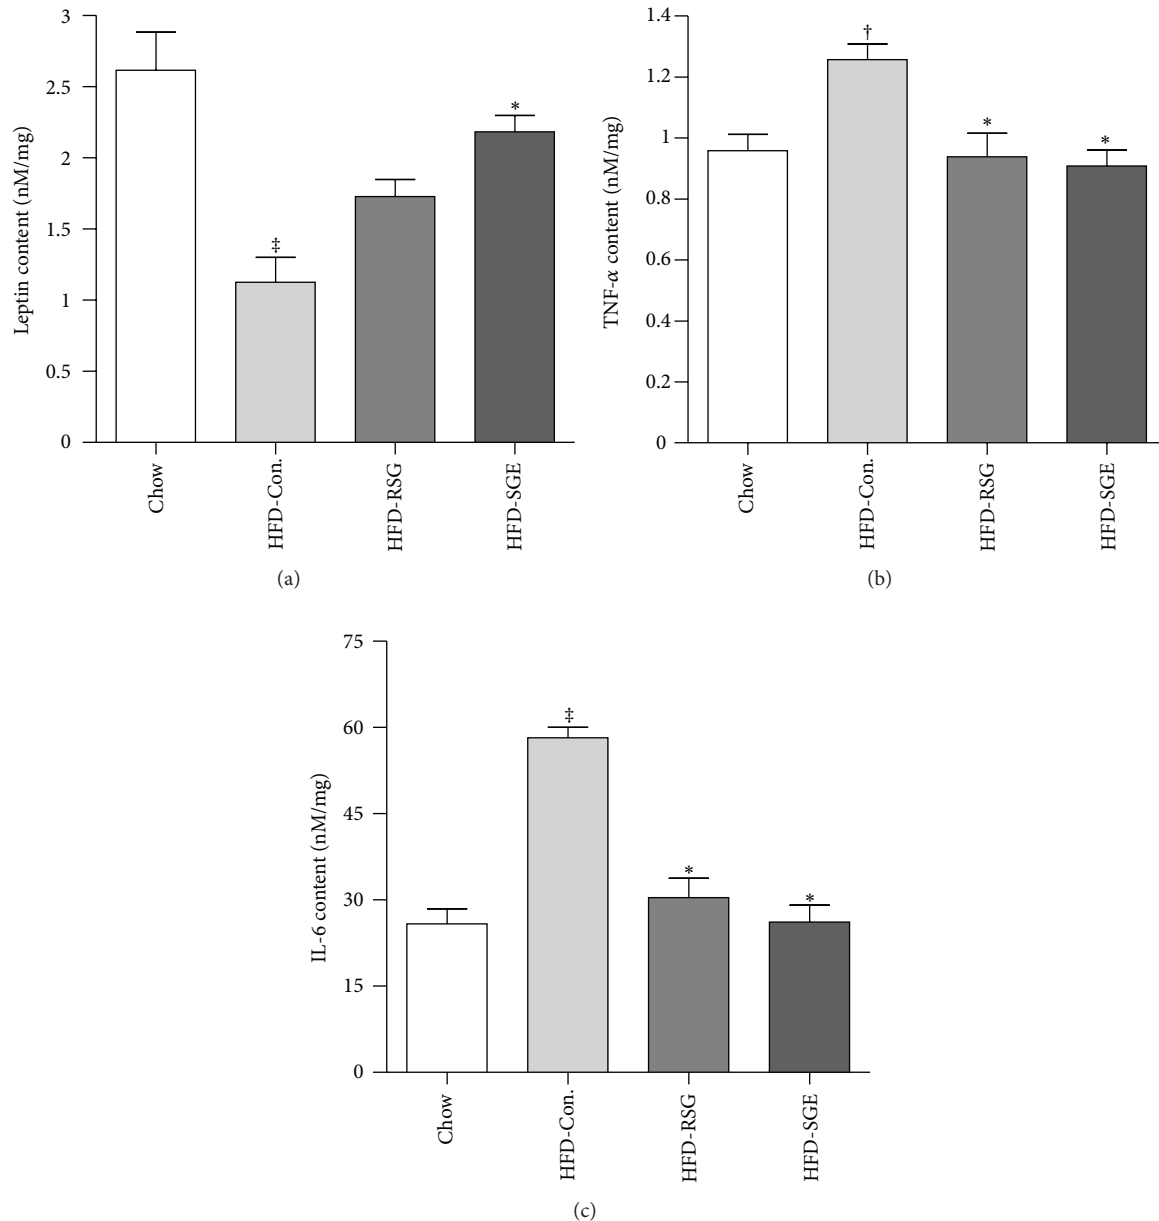 3
2.5
2
1.5
1
0.5
0
Leptin content (nM/mg)
‡
*
Chow
HFD-Con.
HFD-RSG
HFD-SGE
(a)
1.4
1.2
1
0.8
0.6
0.4
0.2
0
TNF-α content (nM/mg)
†
*
*
Chow
HFD-Con.
HFD-RSG
HFD-SGE
(b)
75
60
45
30
15
0
IL-6 content (nM/mg)
‡
*
*
Chow
HFD-Con.
HFD-RSG
HFD-SGE
(c)